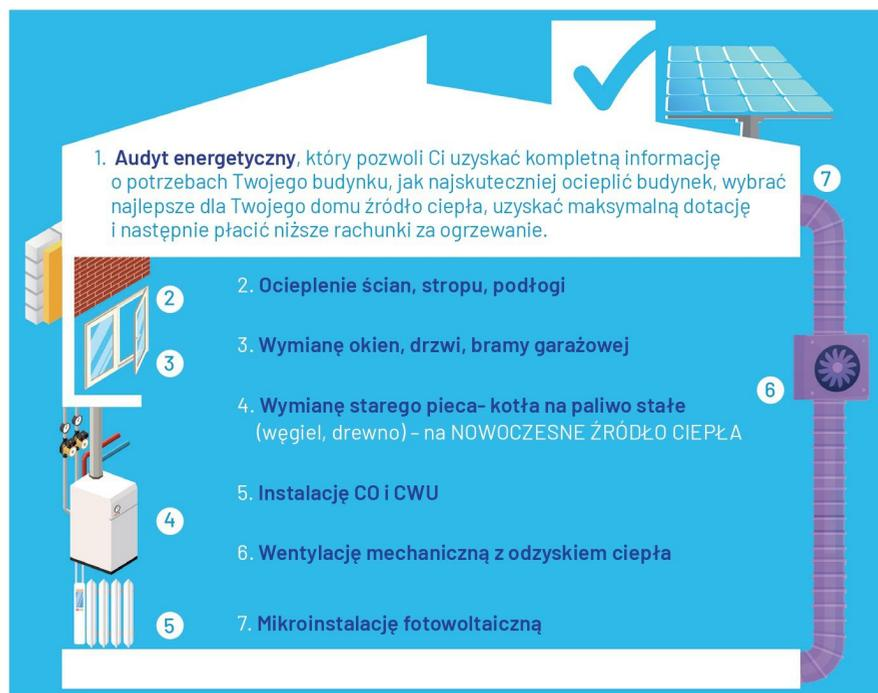 1. Audyt energetyczny, który pozwoli Ci uzyskać kompletną informację
o potrzebach Twojego budynku, jak najskuteczniej ocieplić budynek, wybrać
najlepsze dla Twojego domu źródło ciepła, uzyskać maksymalną dotację
i następnie płacić niższe rachunki za ogrzewanie.
7
2
2. Ocieplenie ścian, stropu, podłogi
3
3. Wymianę okien, drzwi, bramy garażowej
6
4. Wymianę starego pieca- kotła na paliwo stałe
(węgiel, drewno) – na NOWOCZESNE ŹRÓDŁO CIEPŁA
4
5. Instalację CO i CWU
6. Wentylację mechaniczną z odzyskiem ciepła
5
7. Mikroinstalację fotowoltaiczną